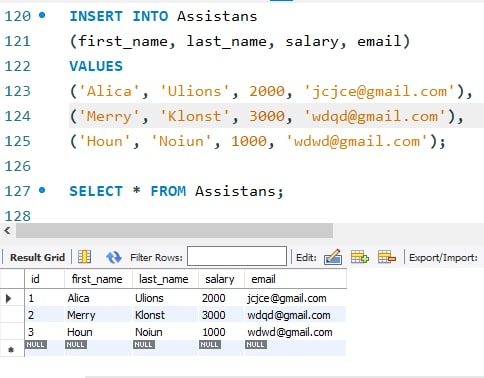 120 INSERT INTO Assistans
121 (first_name, last_name, salary, email)
122 VALUES
123 ('Alica', 'Ulions', 2000, 'jcjce@gmail.com'),
124 ('Merry', 'Klonst', 3000, 'wdqd@gmail.com'),
125 ('Houn', 'Noiun', 1000, 'wdwd@gmail.com');
126
127 SELECT * FROM Assistans;
128
Result Grid Filter Rows: Edit: Export/Import:
id first_name last_name salary email
1 Alica Ulions 2000 jcjce@gmail.com
2 Merry Klonst 3000 wdqd@gmail.com
3 Houn Noiun 1000 wdwd@gmail.com
NULL NULL NULL NULL NULL